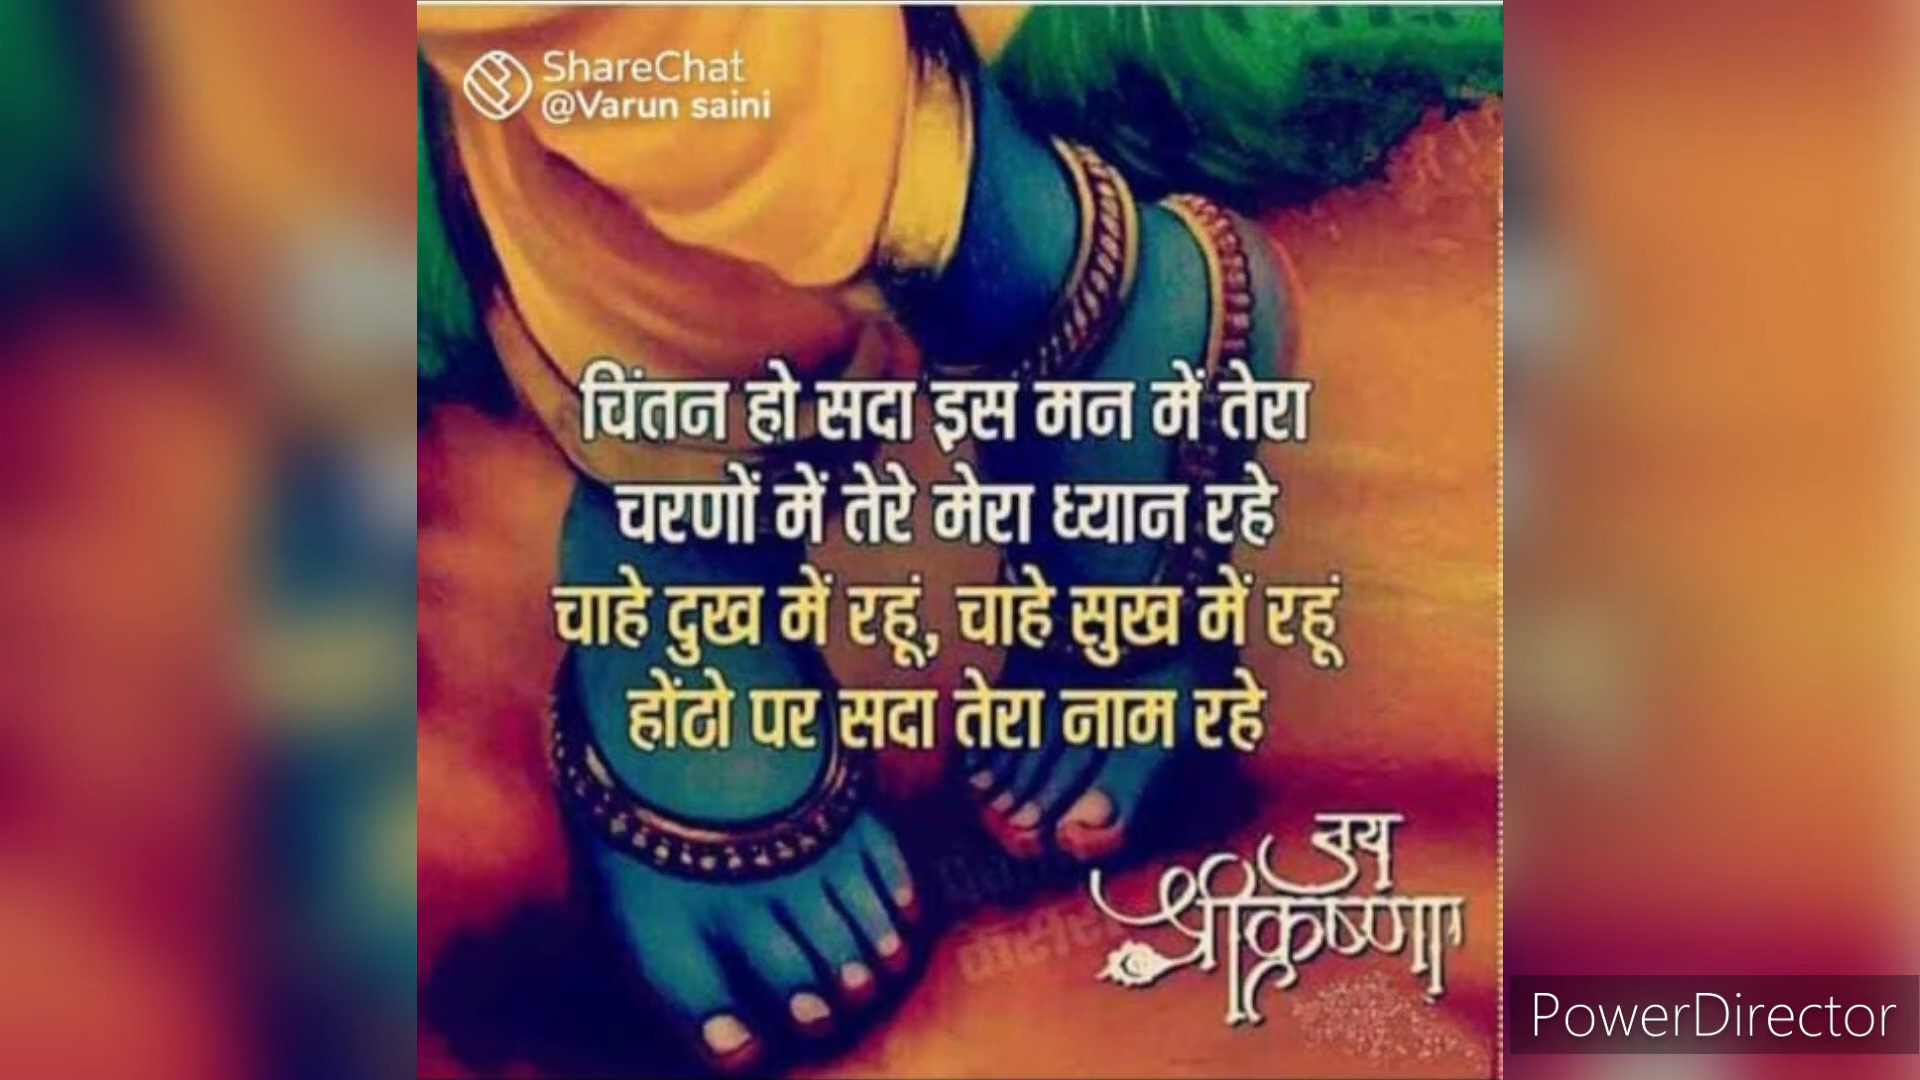 ShareChat
@Varun saini
चिंतन हो सदा इस मन में तेरा
चरणों में तेरे मेरा ध्यान रहे
चाहे दुख में रहूं, चाहे सुख में रहूं
होंठो पर सदा तेरा नाम रहे
जय
श्री कृष्णा
PowerDirector